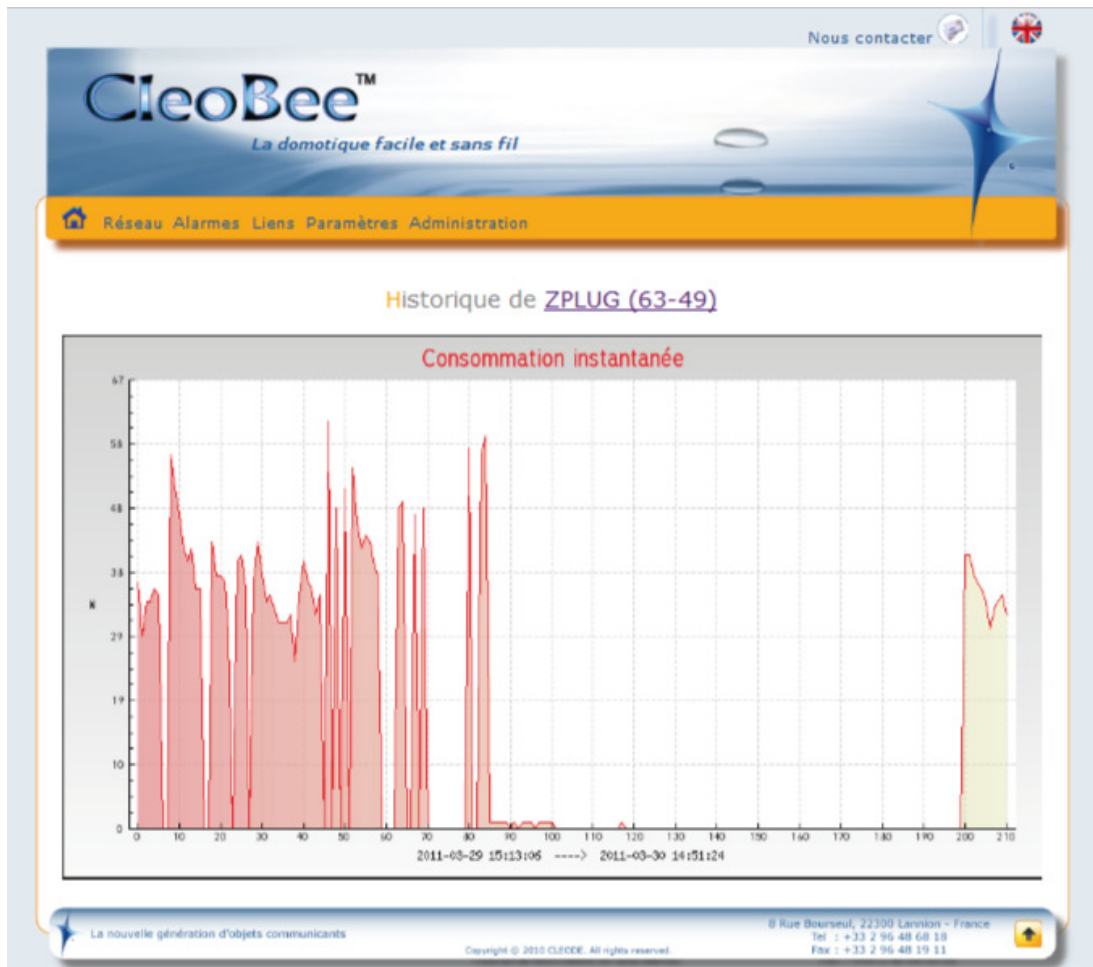 Nous contacter
CleoBee™
La domotique facile et sans fil
Réseau Alarmes Liens Paramètres Administration
Historique de ZPLUG (63-49)
Consommation instantanée
67
58
48
38
29
19
10
0
0 10 20 30 40 50 60 70 80 90 100 110 120 130 140 150 160 170 180 190 200 210
2011-03-29 15:13:06 ----> 2011-03-30 14:51:24
La nouvelle génération d'objets communicants
Copyright © 2010 CLEODE. All rights reserved.
8 Rue Bourseul, 22300 Lannion - France
Tel : +33 2 96 48 68 18
Fax : +33 2 96 48 19 11